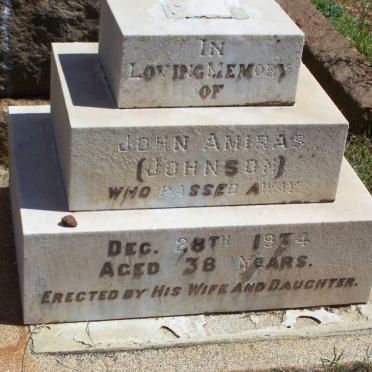 IN
LOVING MEMORY
OF
JOHN AMIRAS
(JOHNSON)
WHO PASSED AWAY
DEC. 28TH 1934
AGED 38 YEARS.
ERECTED BY HIS WIFE AND DAUGHTER.